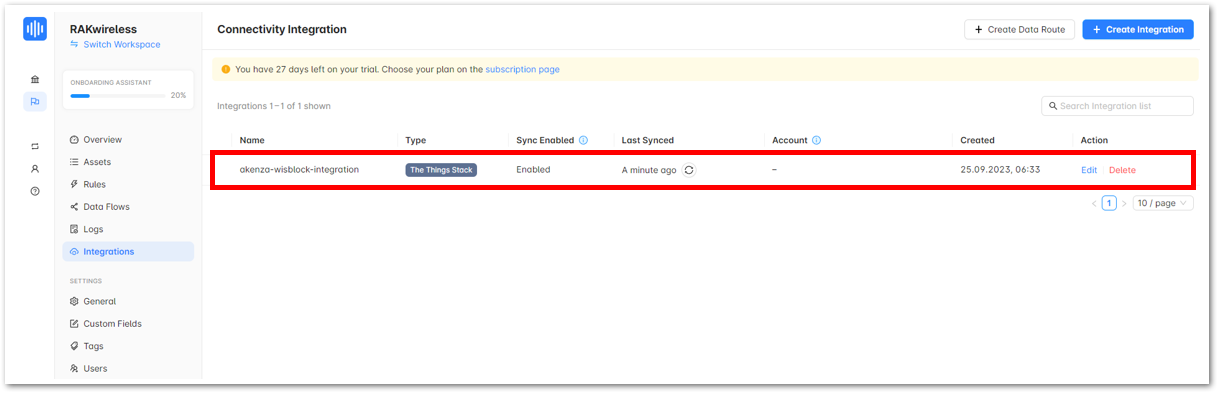 RAKwireless
Switch Workspace
ONBOARDING ASSISTANT
20%
Overview
Assets
Rules
Data Flows
Logs
Integrations
SETTINGS
General
Custom Fields
Tags
Users
Connectivity Integration
+ Create Data Route
+ Create Integration
You have 27 days left on your trial. Choose your plan on the subscription page
Integrations 1–1 of 1 shown
Search Integration list
Name Type Sync Enabled Last Synced Account Created Action
akenza-wisblock-integration The Things Stack Enabled A minute ago – 25.09.2023, 06:33 Edit Delete
< 1 > 10 / page